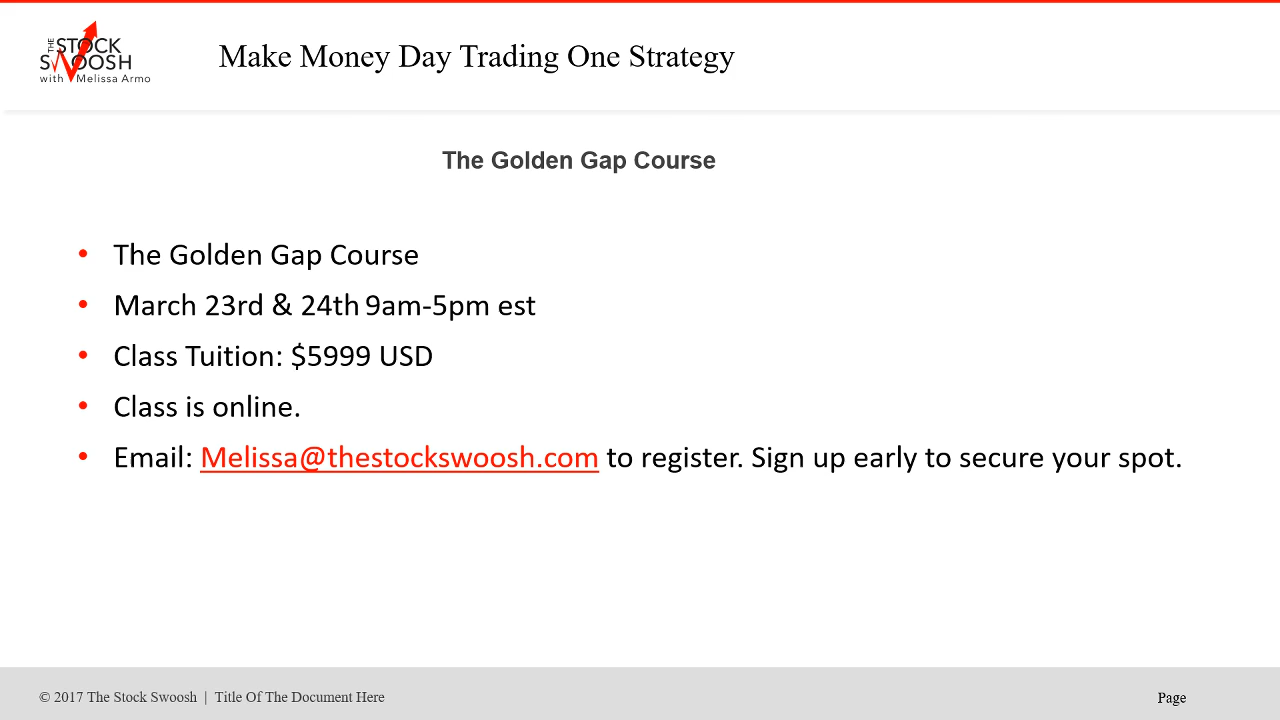 THE STOCK
SWOOSH
with Melissa Armo
Make Money Day Trading One Strategy
The Golden Gap Course
• The Golden Gap Course
• March 23rd & 24th 9am-5pm est
• Class Tuition: $5999 USD
• Class is online.
• Email: Melissa@thestockswoosh.com to register. Sign up early to secure your spot.
© 2017 The Stock Swoosh | Title Of The Document Here
Page